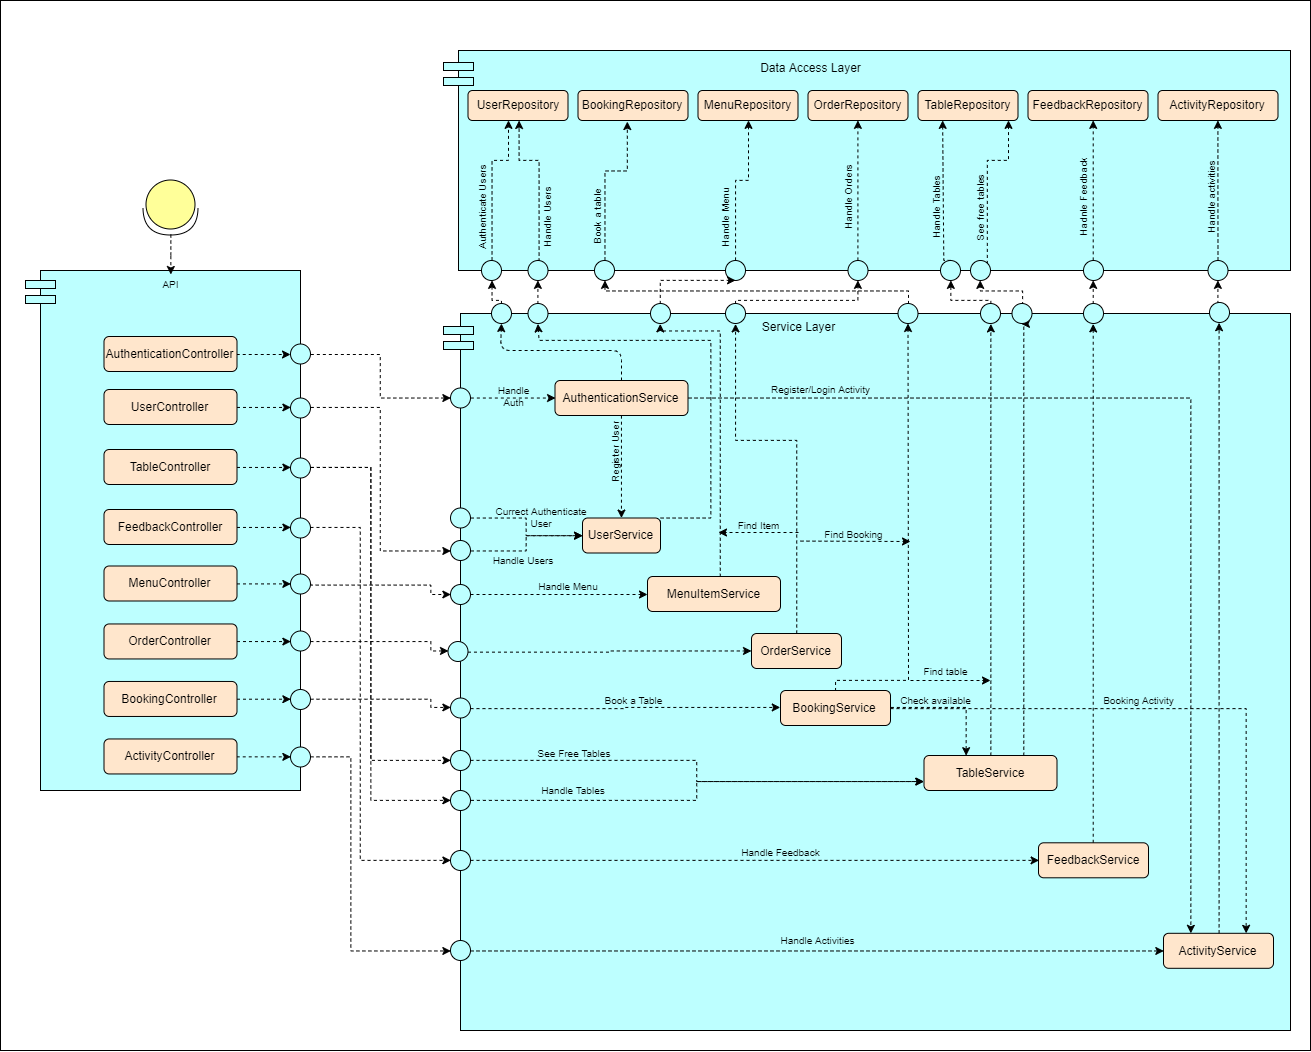 Data Access Layer
UserRepository
BookingRepository
MenuRepository
OrderRepository
TableRepository
FeedbackRepository
ActivityRepository
Authenticate Users
Handle Users
Book a table
Handle Menu
Handle Orders
Handle Tables
See free tables
Hadnle Feedback
Handle activities
API
AuthenticationController
UserController
TableController
FeedbackController
MenuController
OrderController
BookingController
ActivityController
Service Layer
Handle
Auth
AuthenticationService
Register/Login Activity
Register User
Currect Authenticate
User
UserService
Handle Users
Find Item
Find Booking
Handle Menu
MenuItemService
OrderService
Find table
Book a Table
BookingService
Check available
Booking Activity
See Free Tables
TableService
Handle Tables
Handle Feedback
FeedbackService
Handle Activities
ActivityService